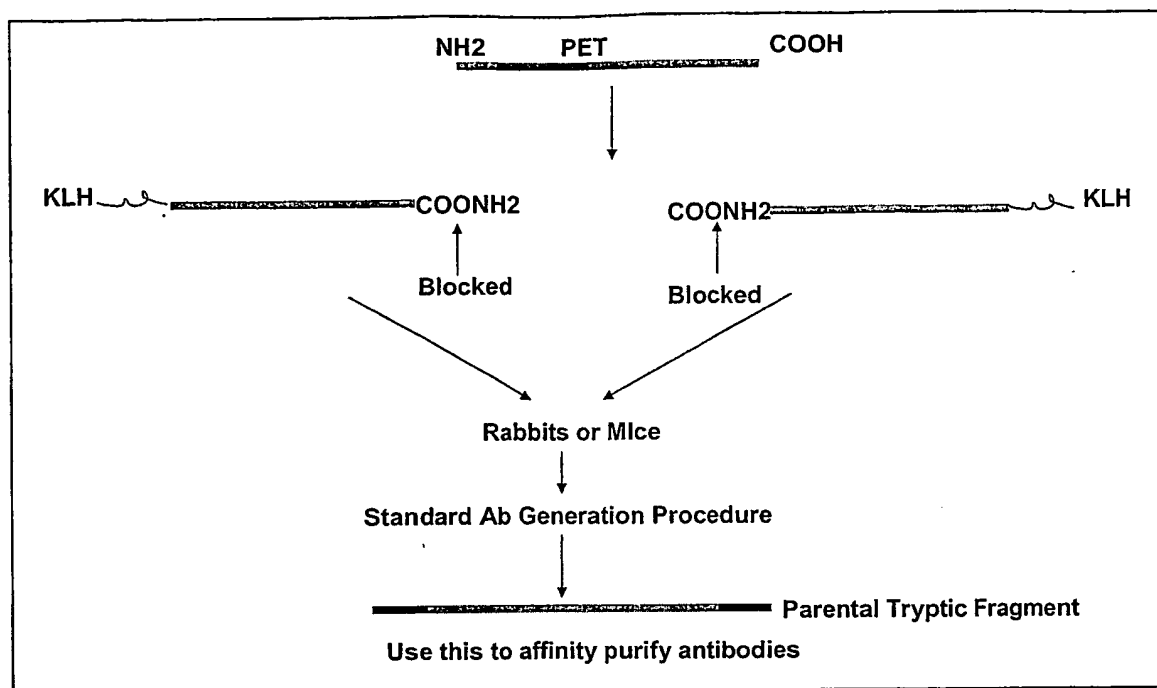 NH2 PET COOH
KLH COONH2 COONH2 KLH
Blocked Blocked
Rabbits or MIce
Standard Ab Generation Procedure
Parental Tryptic Fragment
Use this to affinity purify antibodies